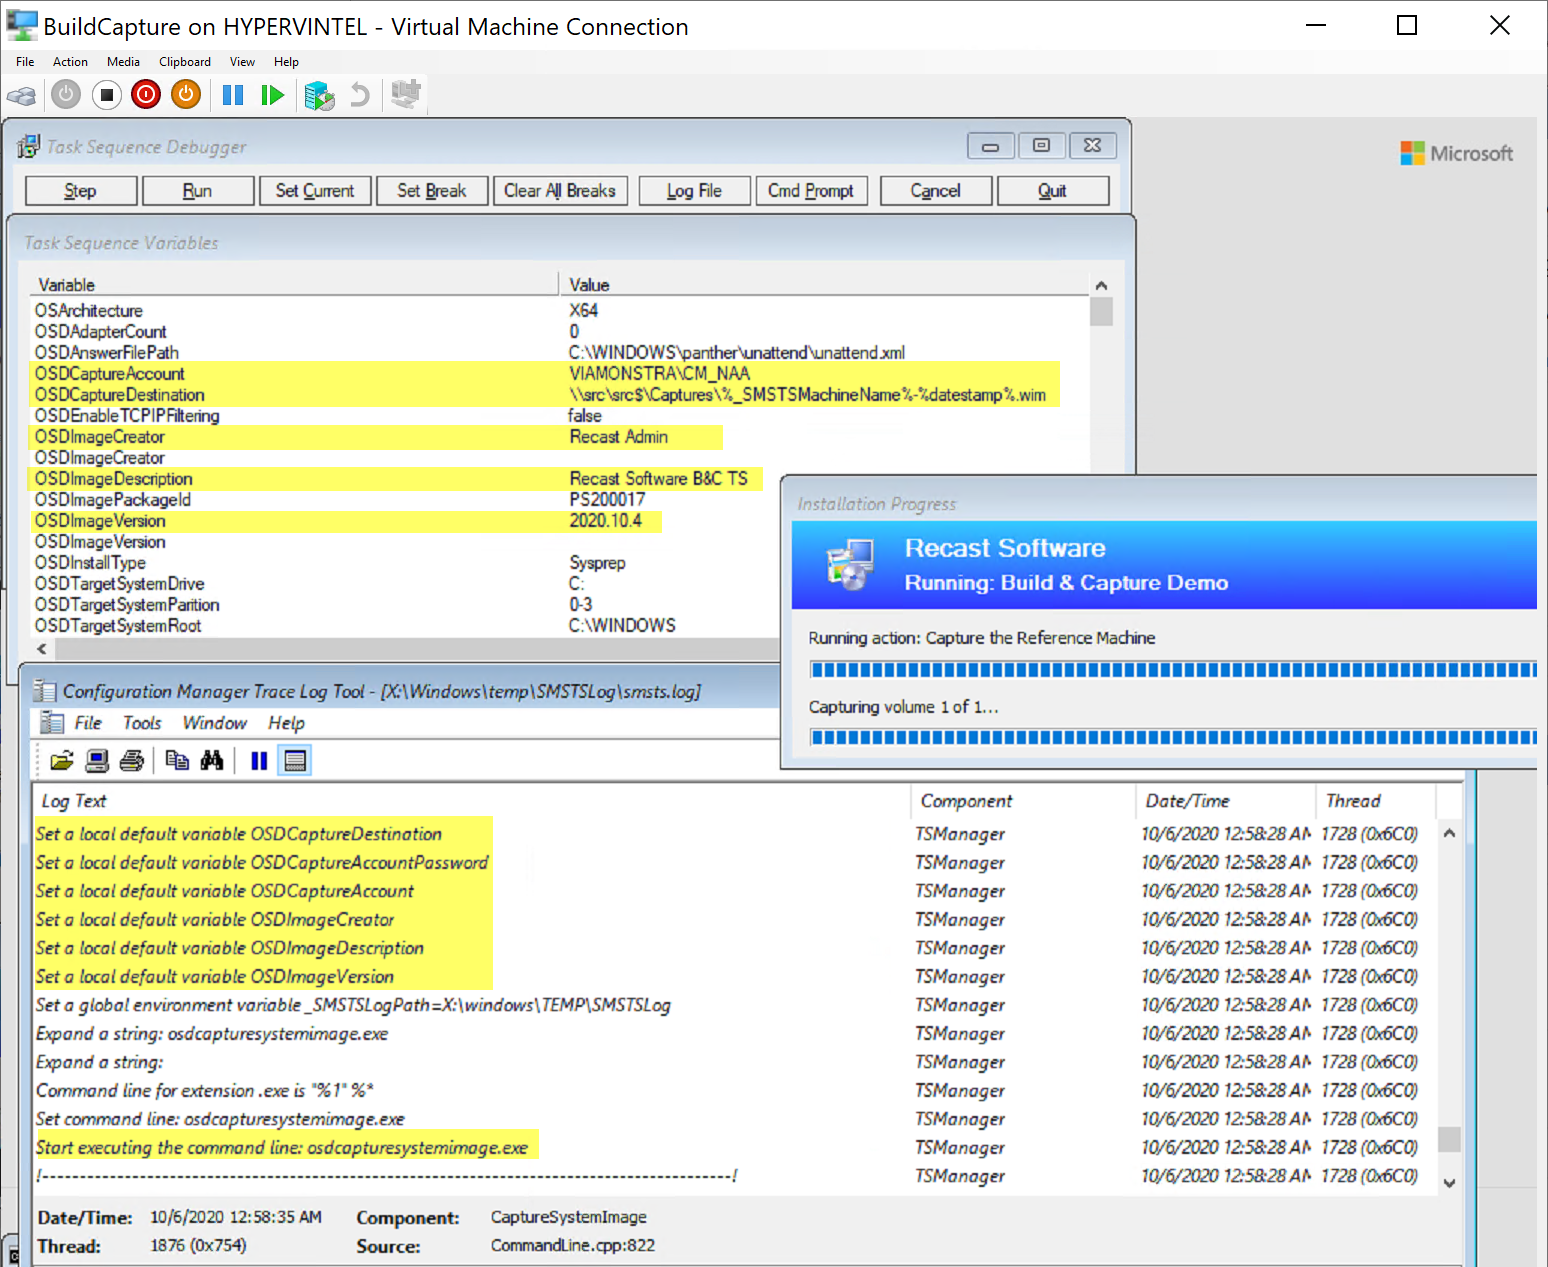 BuildCapture on HYPERVINTEL - Virtual Machine Connection
File Action Media Clipboard View Help
Task Sequence Debugger
Microsoft
Step Run Set Current Set Break Clear All Breaks Log File Cmd Prompt Cancel Quit
Task Sequence Variables
Variable Value
OSArchitecture X64
OSDAdapterCount 0
OSDAnswerFilePath C:\WINDOWS\panther\unattend\unattend.xml
OSDCaptureAccount VIAMONSTRA\CM_NAA
OSDCaptureDestination \\src\src$\Captures\%_SMSTSMachineName%-%datestamp%.wim
OSDEnableTCPIPFiltering false
OSDImageCreator Recast Admin
OSDImageCreator
OSDImageDescription Recast Software B&C TS
OSDImagePackageId PS200017
OSDImageVersion 2020.10.4
OSDImageVersion
OSDInstallType Sysprep
OSDTargetSystemDrive C:
OSDTargetSystemParition 0-3
OSDTargetSystemRoot C:\WINDOWS
Installation Progress
Recast Software
Running: Build & Capture Demo
Running action: Capture the Reference Machine
Capturing volume 1 of 1...
Configuration Manager Trace Log Tool - [X:\Windows\temp\SMSTSLog\smsts.log]
File Tools Window Help
Log Text Component Date/Time Thread
Set a local default variable OSDCaptureDestination TSManager 10/6/2020 12:58:28 AM 1728 (0x6C0)
Set a local default variable OSDCaptureAccountPassword TSManager 10/6/2020 12:58:28 AM 1728 (0x6C0)
Set a local default variable OSDCaptureAccount TSManager 10/6/2020 12:58:28 AM 1728 (0x6C0)
Set a local default variable OSDImageCreator TSManager 10/6/2020 12:58:28 AM 1728 (0x6C0)
Set a local default variable OSDImageDescription TSManager 10/6/2020 12:58:28 AM 1728 (0x6C0)
Set a local default variable OSDImageVersion TSManager 10/6/2020 12:58:28 AM 1728 (0x6C0)
Set a global environment variable _SMSTSLogPath=X:\windows\TEMP\SMSTSLog TSManager 10/6/2020 12:58:28 AM 1728 (0x6C0)
Expand a string: osdcapturesystemimage.exe TSManager 10/6/2020 12:58:28 AM 1728 (0x6C0)
Expand a string: TSManager 10/6/2020 12:58:28 AM 1728 (0x6C0)
Command line for extension .exe is "%1" %* TSManager 10/6/2020 12:58:28 AM 1728 (0x6C0)
Set command line: osdcapturesystemimage.exe TSManager 10/6/2020 12:58:28 AM 1728 (0x6C0)
Start executing the command line: osdcapturesystemimage.exe TSManager 10/6/2020 12:58:28 AM 1728 (0x6C0)
!--------------------------------------------------------------------------------------------! TSManager 10/6/2020 12:58:28 AM 1728 (0x6C0)
Date/Time: 10/6/2020 12:58:35 AM Component: CaptureSystemImage
Thread: 1876 (0x754) Source: CommandLine.cpp:822